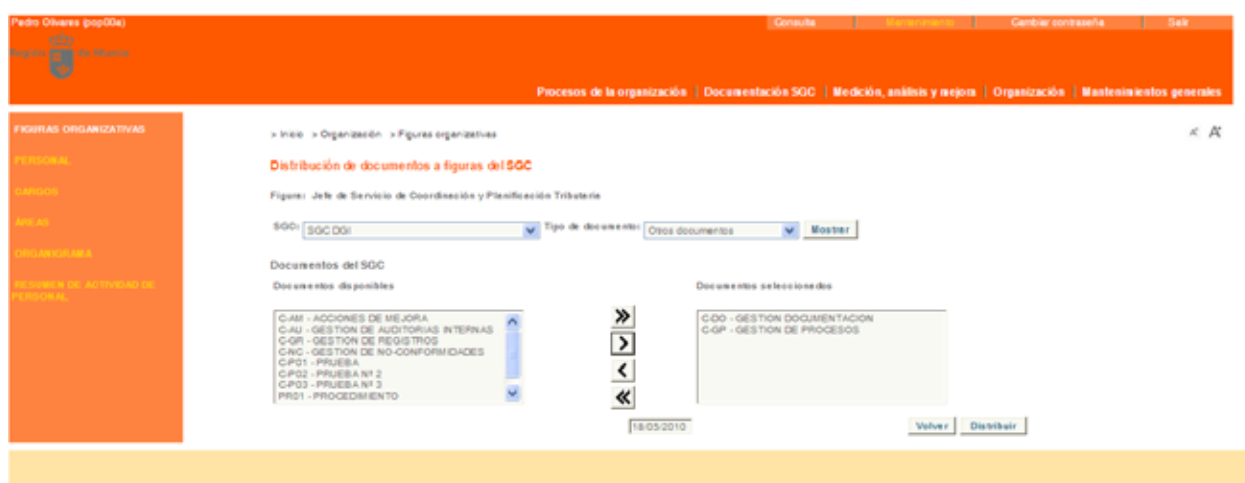 Pedro Olivares (pop00a)
Consulta | Mantenimiento | Cambiar contraseña | Salir
Región de Murcia
Procesos de la organización | Documentación SGC | Medición, análisis y mejora | Organización | Mantenimientos generales
FIGURAS ORGANIZATIVAS
PERSONAL
CARGOS
ÁREAS
ORGANIGRAMA
RESUMEN DE ACTIVIDAD DE
PERSONAL
> Inicio > Organización > Figuras organizativas
Distribución de documentos a figuras del SGC
Figura: Jefe de Servicio de Coordinación y Planificación Tributaria
SGC: SGC DGI Tipo de documento: Otros documentos Mostrar
Documentos del SGC
Documentos disponibles
C-AM - ACCIONES DE MEJORA
C-AU - GESTION DE AUDITORIAS INTERNAS
C-GR - GESTION DE REGISTROS
C-NC - GESTION DE NO-CONFORMIDADES
C-P01 - PRUEBA
C-P02 - PRUEBA Nº 2
C-P03 - PRUEBA Nº 3
PR01 - PROCEDIMIENTO
Documentos seleccionados
C-DO - GESTION DOCUMENTACION
C-GP - GESTION DE PROCESOS
18/05/2010
Volver Distribuir